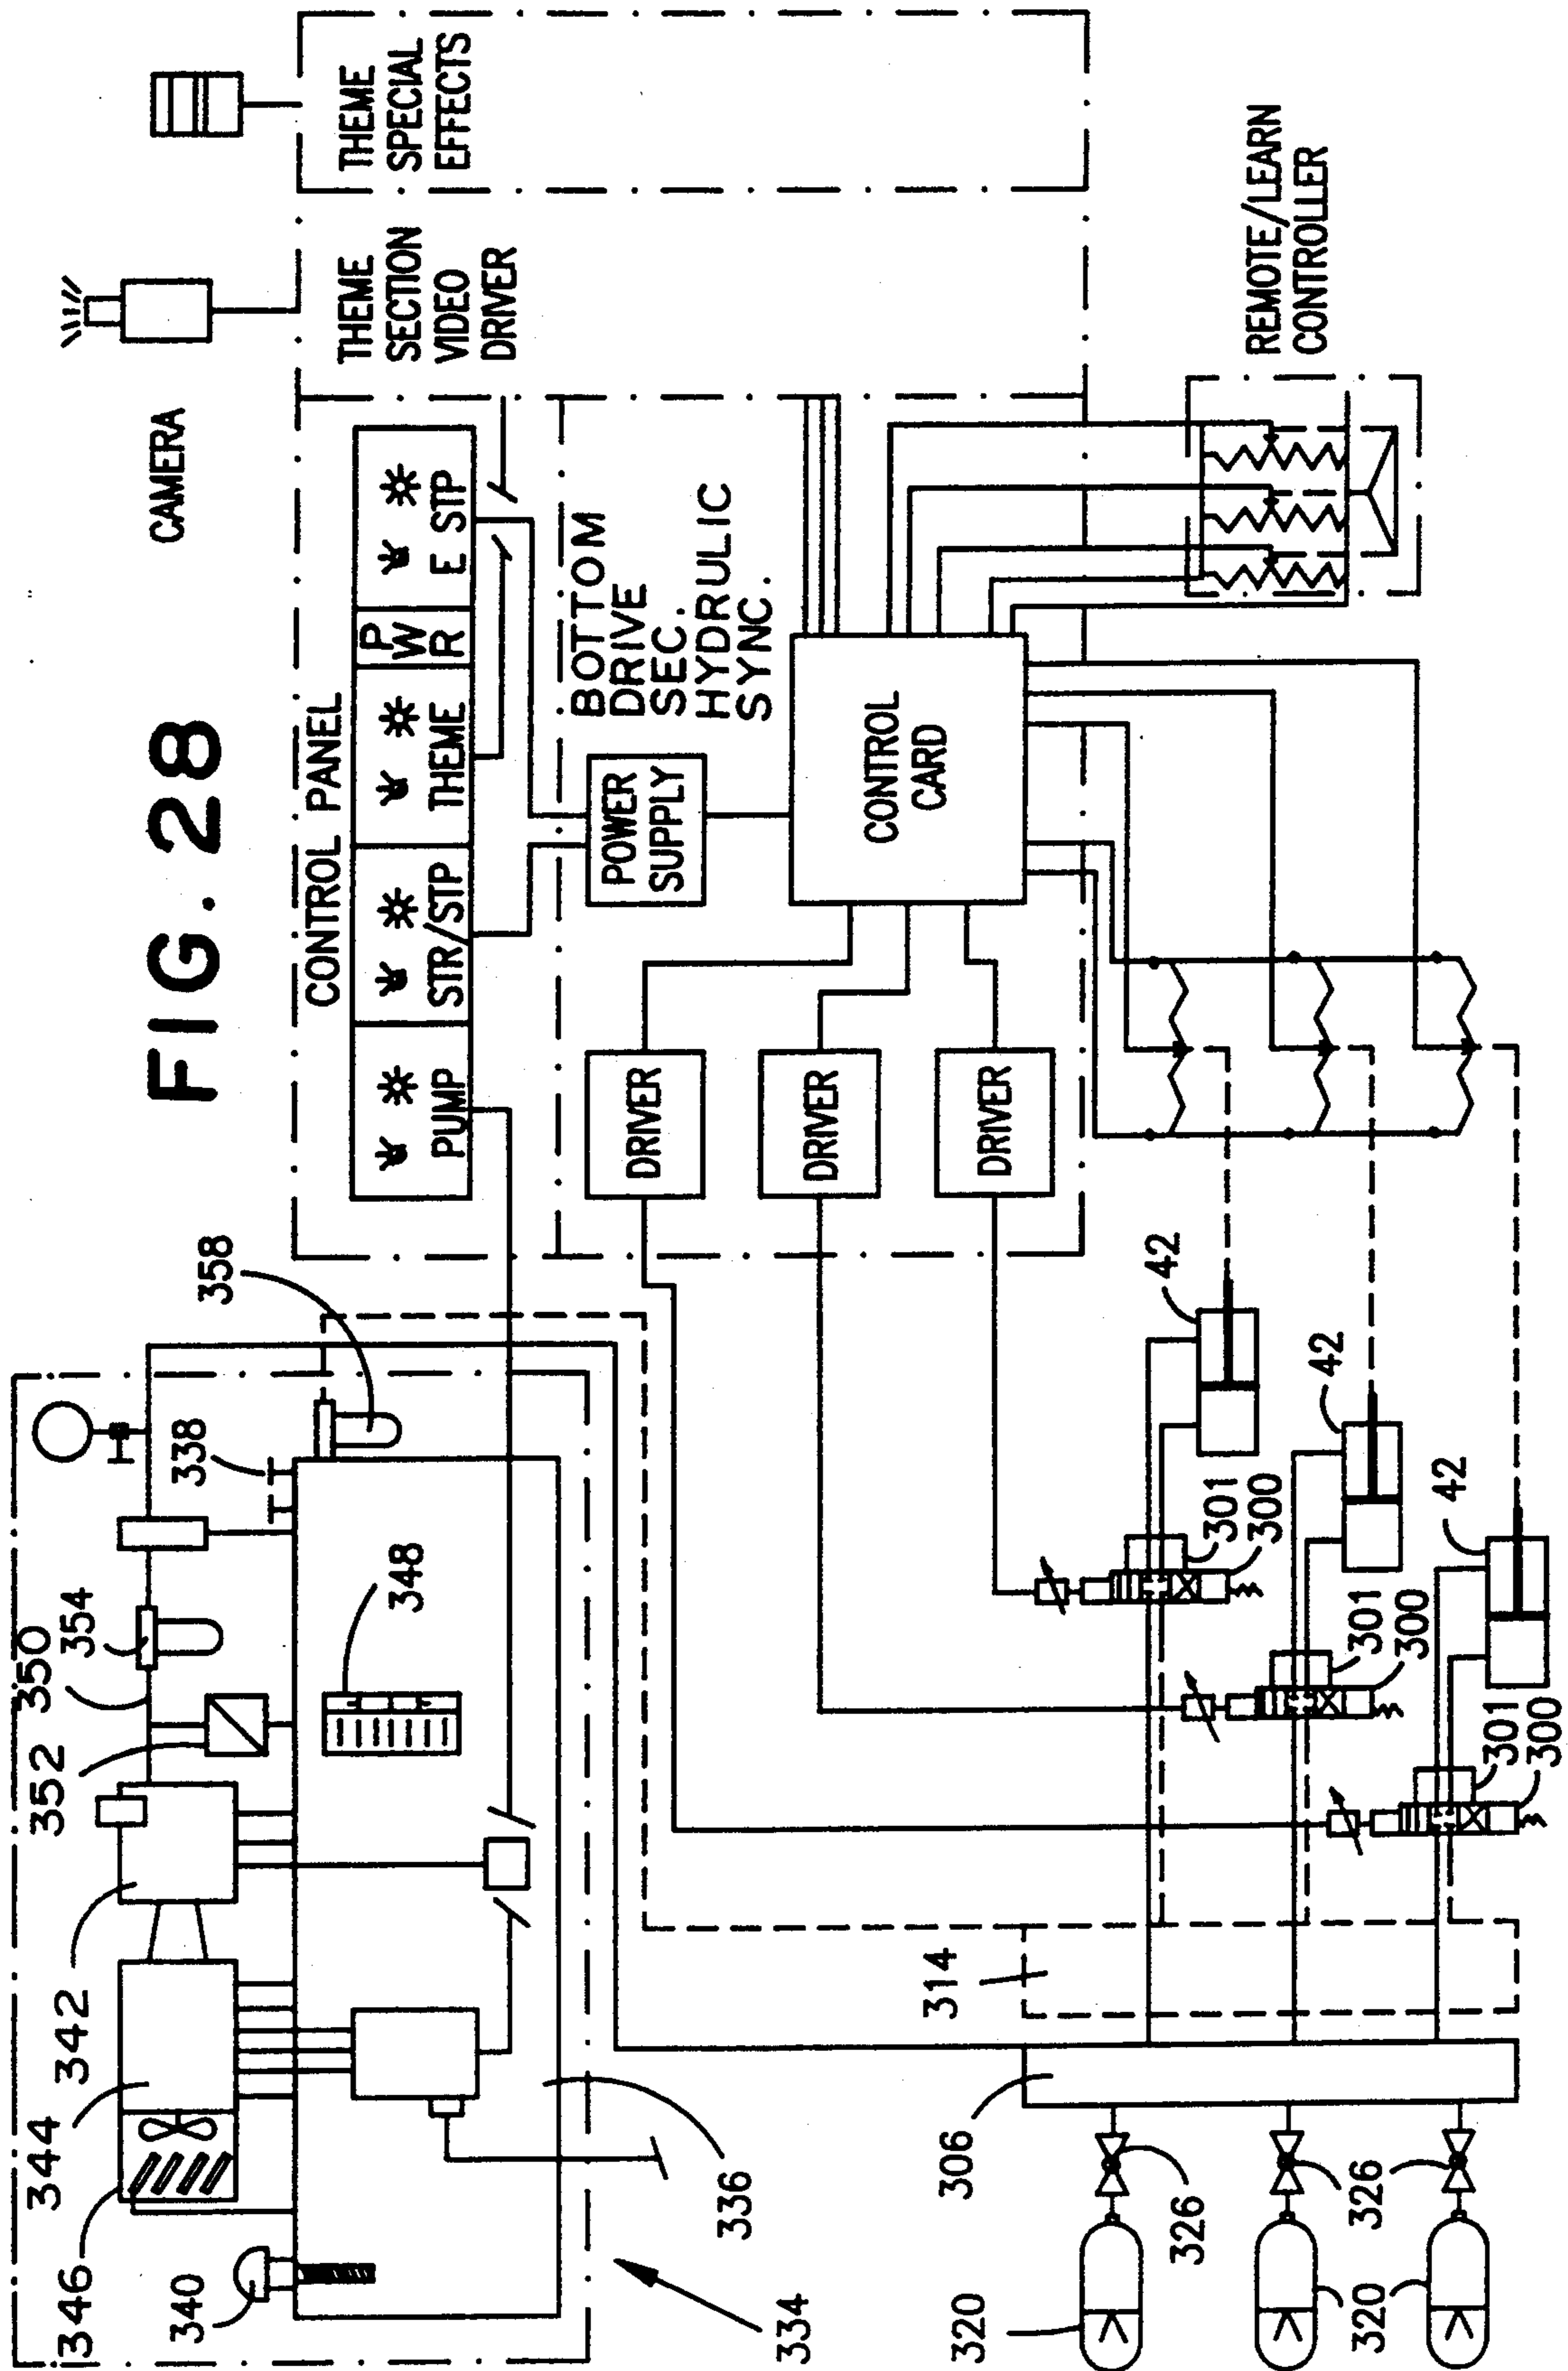 FIG. 28
CAMERA
CONTROL PANEL
PUMP
STR/STP
THEME
PWR
E STP
THEME
SECTION
VIDEO
DRIVER
THEME
SPECIAL
EFFECTS
BOTTOM
DRIVE
SEC.
HYDRULIC
SYNC.
POWER
SUPPLY
CONTROL
CARD
DRIVER
DRIVER
DRIVER
REMOTE/LEARN
CONTROLLER
346
344
342
352
350
354
338
358
340
348
336
334
314
306
320
320
326
326
301
300
301
300
301
300
42
42
42